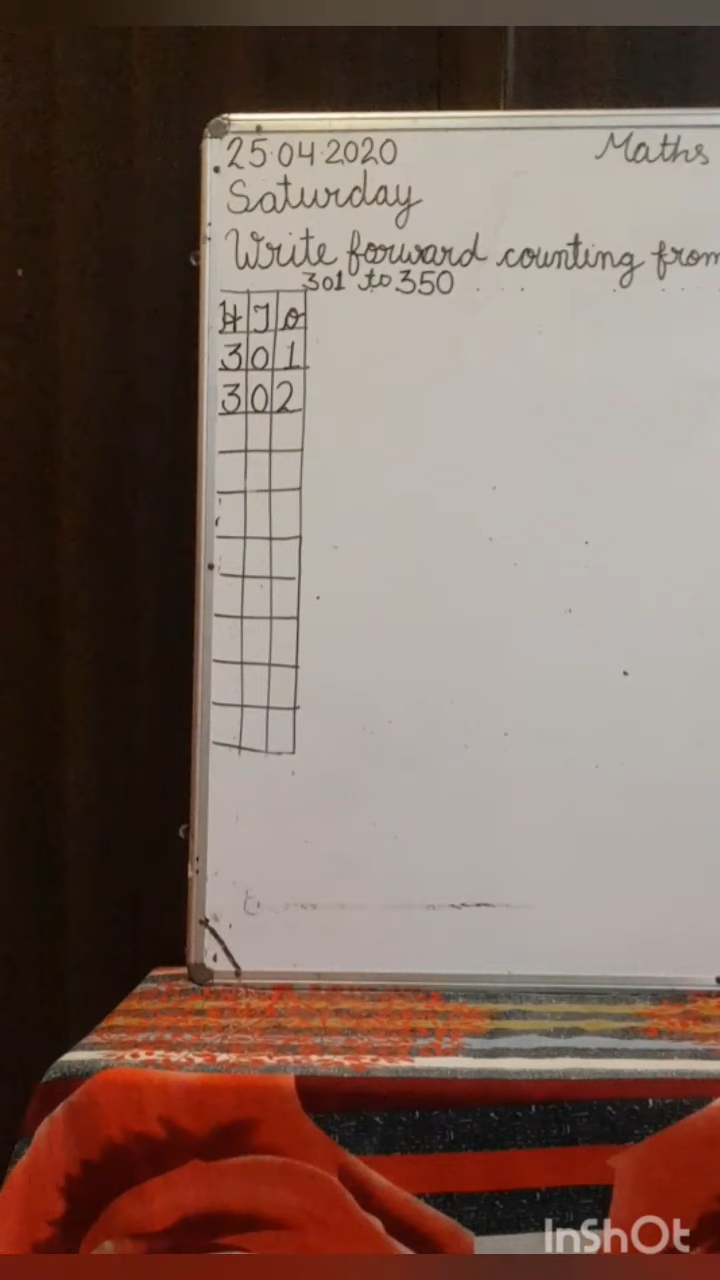 25.04.2020 Maths
Saturday
Write forward counting from
301 to 350
H T O
3 0 1
3 0 2
InShOt